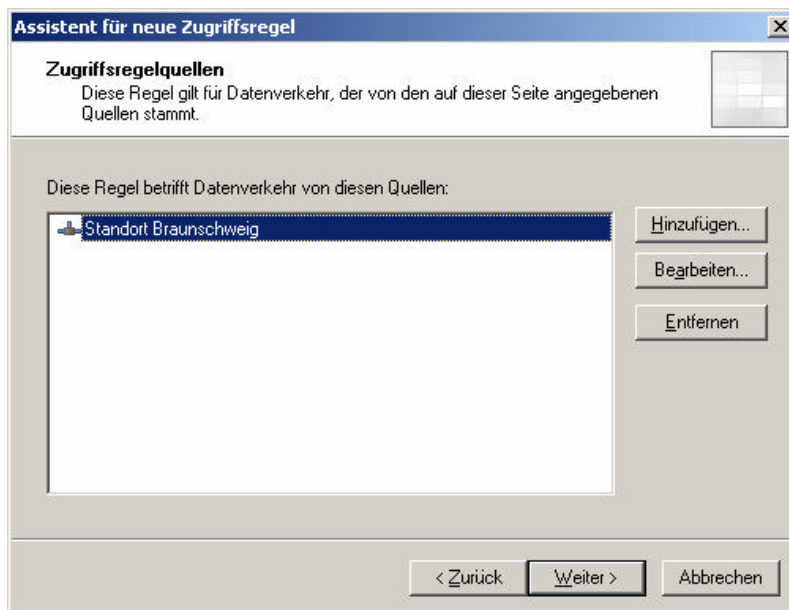 Assistent für neue Zugriffsregel
Zugriffsregelquellen
Diese Regel gilt für Datenverkehr, der von den auf dieser Seite angegebenen
Quellen stammt.
Diese Regel betrifft Datenverkehr von diesen Quellen:
Standort Braunschweig
Hinzufügen...
Bearbeiten...
Entfernen
< Zurück
Weiter >
Abbrechen